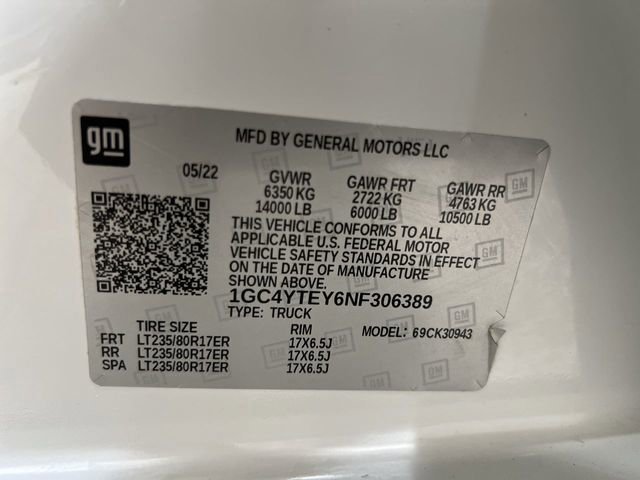 gm
MFD BY GENERAL MOTORS LLC
05/22
GVWR GAWR FRT GAWR RR
6350 KG 2722 KG 4763 KG
14000 LB 6000 LB 10500 LB
THIS VEHICLE CONFORMS TO ALL
APPLICABLE U.S. FEDERAL MOTOR
VEHICLE SAFETY STANDARDS IN EFFECT
ON THE DATE OF MANUFACTURE
SHOWN ABOVE.
1GC4YTEY6NF306389
TYPE: TRUCK
TIRE SIZE RIM MODEL: 69CK30943
FRT LT235/80R17ER 17X6.5J
RR LT235/80R17ER 17X6.5J
SPA LT235/80R17ER 17X6.5J